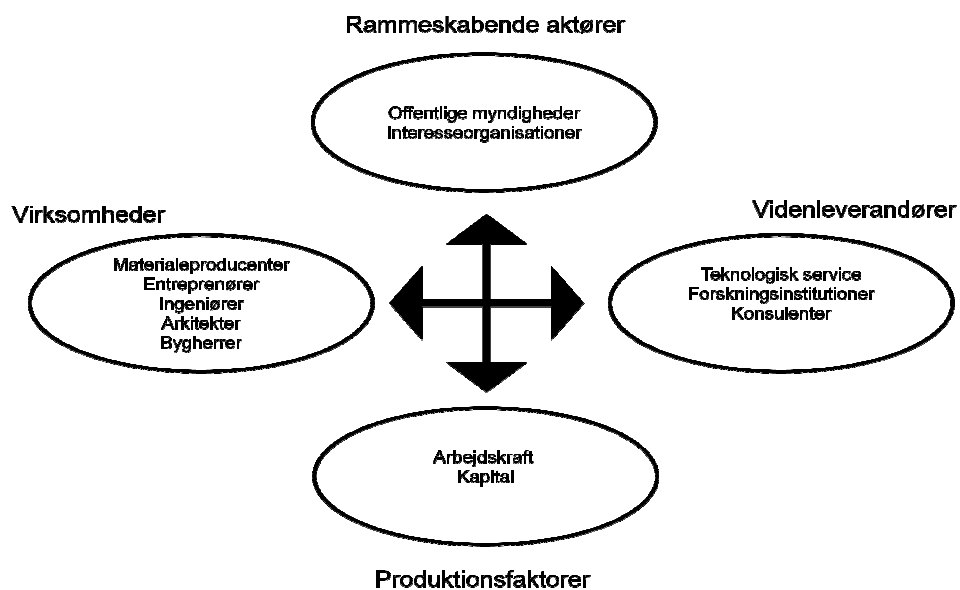 Rammeskabende aktører
Offentlige myndigheder
Interesseorganisationer
Virksomheder
Materialeproducenter
Entreprenører
Ingeniører
Arkitekter
Bygherrer
Videnleverandører
Teknologisk service
Forskningsinstitutioner
Konsulenter
Arbejdskraft
Kapital
Produktionsfaktorer